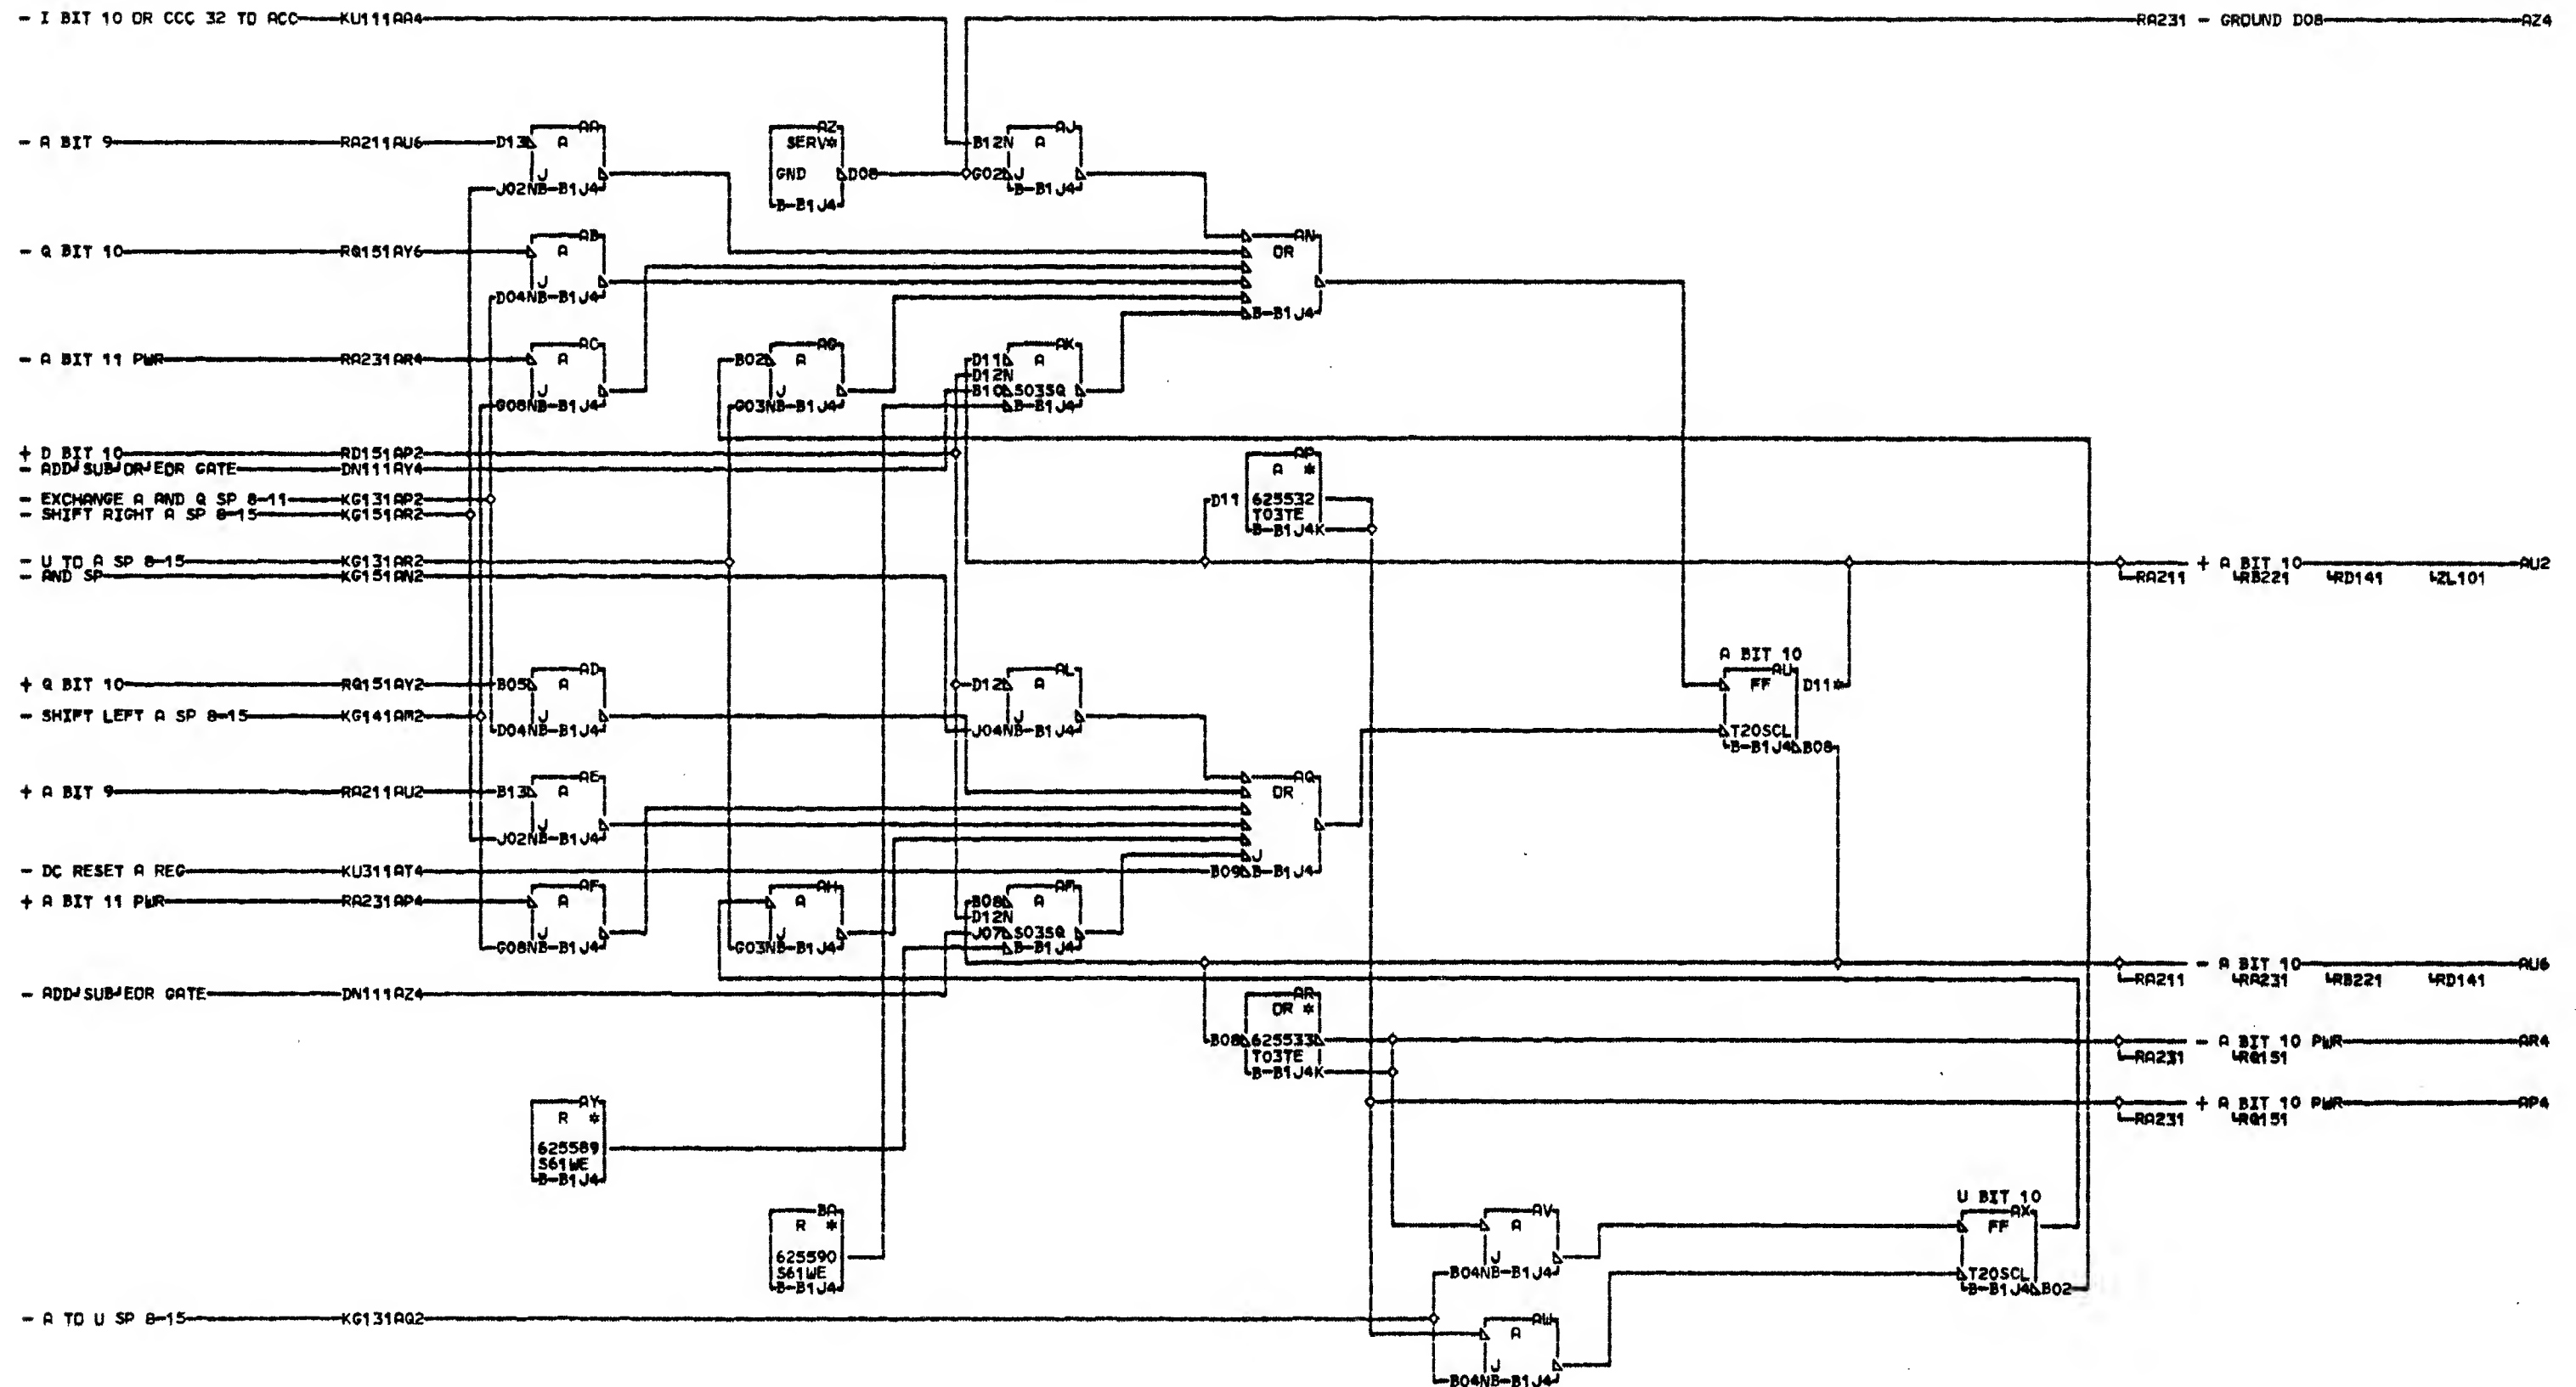 - I BIT 10 OR CCC 32 TO ACC KU111AA4
RA231 - GROUND D08 AZ4
- A BIT 9 RA211AU6 D13 AA A J J02NB-B1J4
AZ SERV* GND D08 B-B1J4
B12N AJ A G02 J B-B1J4
- Q BIT 10 RQ151AY6 AB A J D04NB-B1J4
AN OR B-B1J4
- A BIT 11 PWR RA231AR4 AC A J G08NB-B1J4
B02 AG A J G03NB-B1J4
D11 AK A D12N B10 S03SQ B-B1J4
+ D BIT 10 RD151AP2
- ADD SUB OR EOR GATE DN111AY4
- EXCHANGE A AND Q SP 8-11 KG131AP2
- SHIFT RIGHT A SP 8-15 KG151AR2
D11 AP A * 625532 T03TE B-B1J4K
- U TO A SP 8-15 KG131AR2
- AND SP KG151AN2
RA211 + A BIT 10 RB221 RD141 ZL101 AU2
+ Q BIT 10 RQ151AY2 B05 AD A J D04NB-B1J4
D12 AL A J J04NB-B1J4
A BIT 10 AU FF D11* T20SCL B-B1J4 B08
- SHIFT LEFT A SP 8-15 KG141AM2
+ A BIT 9 RA211AU2 B13 AE A J J02NB-B1J4
AQ OR J B09 B-B1J4
- DC RESET A REG KU311AT4
+ A BIT 11 PWR RA231AP4 AF A J G08NB-B1J4
AH A J G03NB-B1J4
B08 AM A D12N J07 S03SQ B-B1J4
RA211 - A BIT 10 RA231 RB221 RD141 AU6
- ADD SUB EOR GATE DN111AZ4
B08 AR OR * 625533 T03TE B-B1J4K
RA231 - A BIT 10 PWR RQ151 AR4
RA231 + A BIT 10 PWR RQ151 AP4
AY R * 625589 S61WE B-B1J4
BA R * 625590 S61WE B-B1J4
AV A J B04NB-B1J4
U BIT 10 AX FF T20SCL B-B1J4 B02
- A TO U SP 8-15 KG131AQ2
AW A J B04NB-B1J4